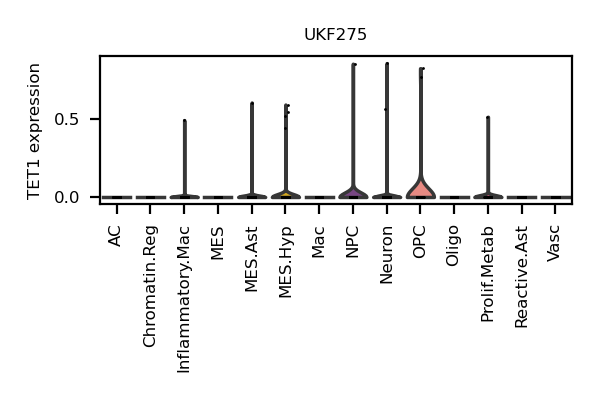 UKF275
TET1 expression
0.5
0.0
AC
Chromatin.Reg
Inflammatory.Mac
MES
MES.Ast
MES.Hyp
Mac
NPC
Neuron
OPC
Oligo
Prolif.Metab
Reactive.Ast
Vasc